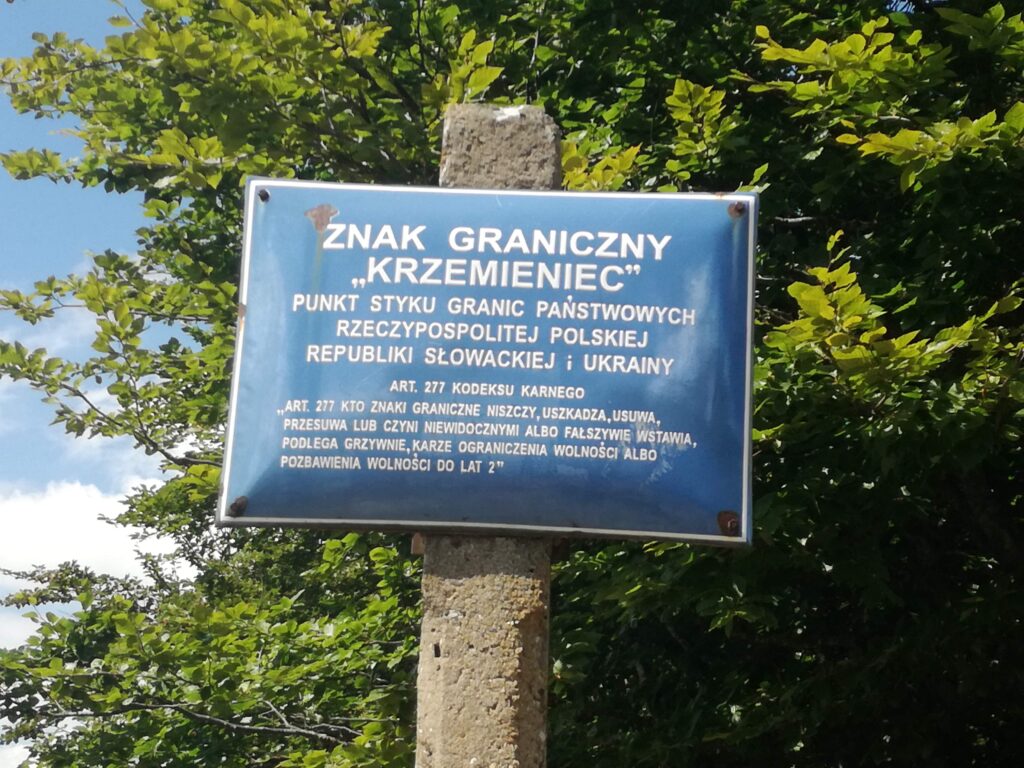 ZNAK GRANICZNY
„KRZEMIENIEC”
PUNKT STYKU GRANIC PAŃSTWOWYCH
RZECZYPOSPOLITEJ POLSKIEJ
REPUBLIKI SŁOWACKIEJ i UKRAINY
ART. 277 KODEKSU KARNEGO
„ART. 277 KTO ZNAKI GRANICZNE NISZCZY, USZKADZA, USUWA,
PRZESUWA LUB CZYNI NIEWIDOCZNYMI ALBO FAŁSZYWIE WSTAWIA,
PODLEGA GRZYWNIE, KARZE OGRANICZENIA WOLNOŚCI ALBO
POZBAWIENIA WOLNOŚCI DO LAT 2”